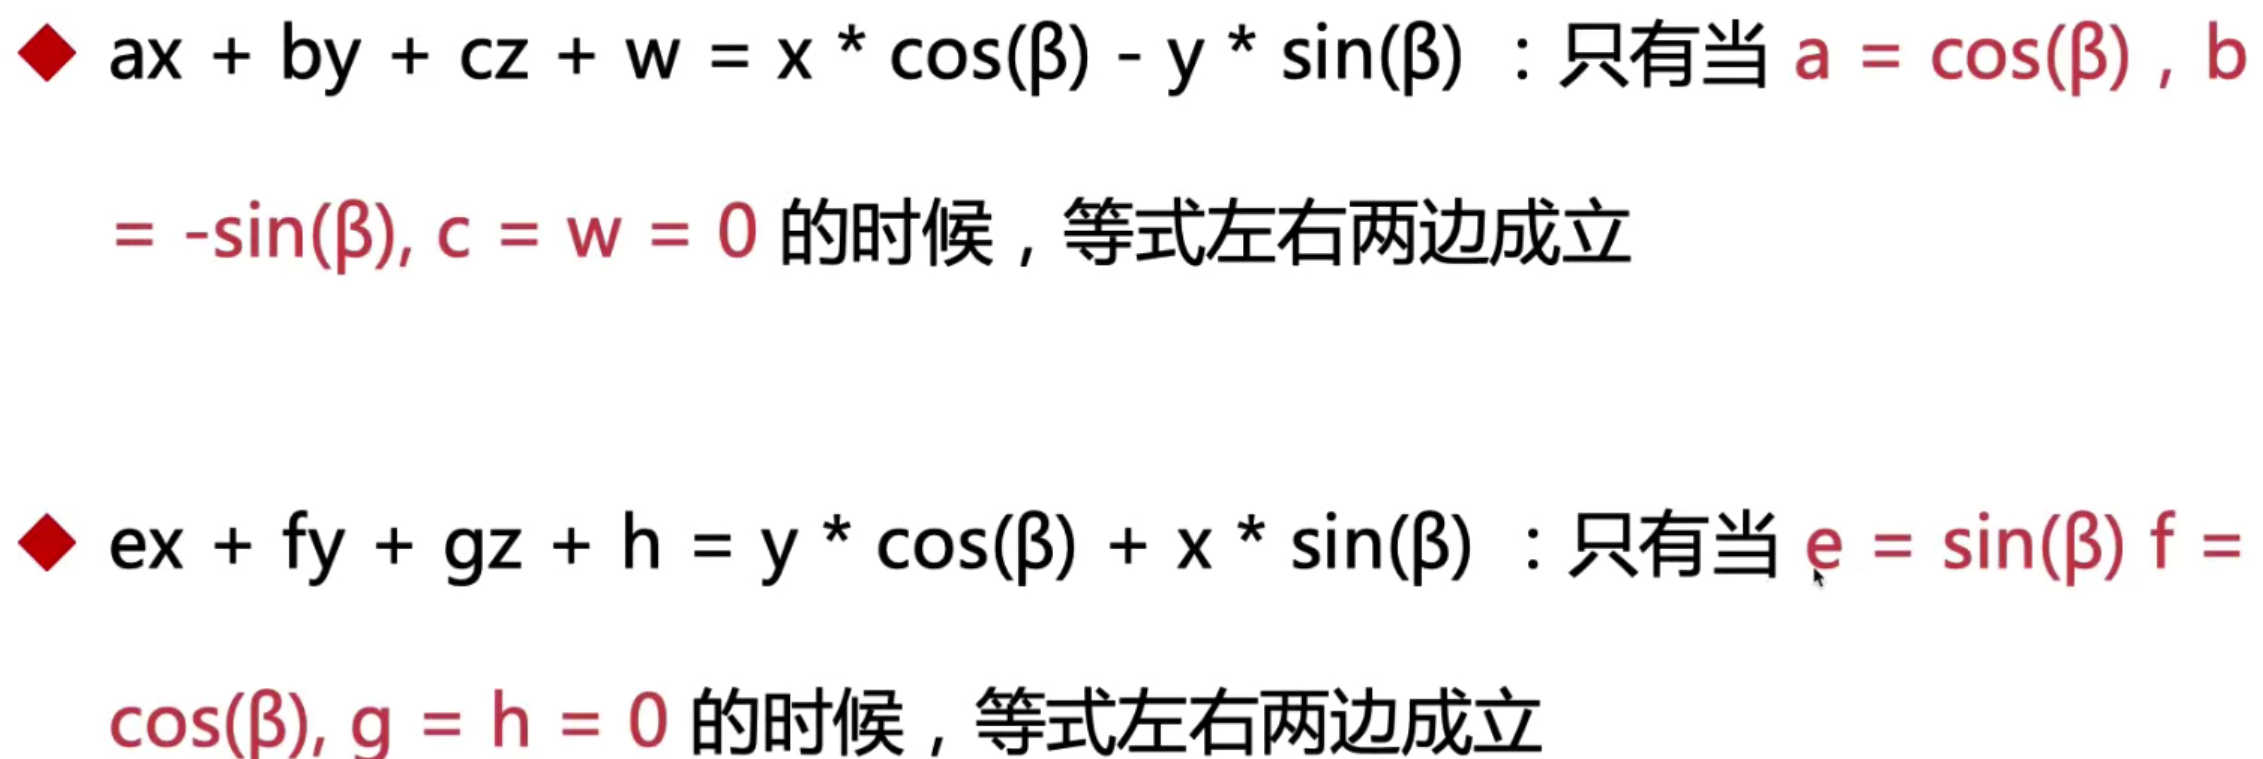 ax + by + cz + w = x * cos(β) - y * sin(β) ：只有当 a = cos(β) , b
= -sin(β), c = w = 0 的时候，等式左右两边成立
ex + fy + gz + h = y * cos(β) + x * sin(β) ：只有当 e = sin(β) f =
cos(β), g = h = 0 的时候，等式左右两边成立